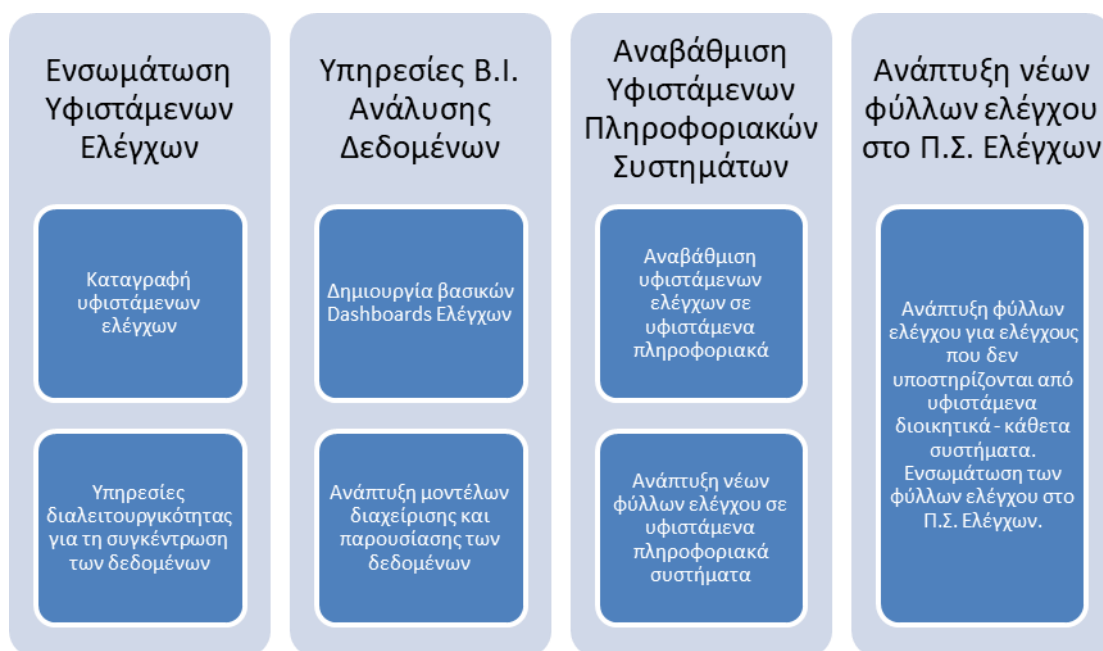 Ενσωμάτωση
Υφιστάμενων
Ελέγχων
Καταγραφή
υφιστάμενων
ελέγχων
Υπηρεσίες
διαλειτουργικότητας
για τη συγκέντρωση
των δεδομένων
Υπηρεσίες B.I.
Ανάλυσης
Δεδομένων
Δημιουργία βασικών
Dashboards Ελέγχων
Ανάπτυξη μοντέλων
διαχείρισης και
παρουσίασης των
δεδομένων
Αναβάθμιση
Υφιστάμενων
Πληροφοριακών
Συστημάτων
Αναβάθμιση
υφιστάμενων
ελέγχων σε
υφιστάμενα
πληροφοριακά
Ανάπτυξη νέων
φύλλων ελέγχου σε
υφιστάμενα
πληροφοριακά
συστήματα
Ανάπτυξη νέων
φύλλων ελέγχου
στο Π.Σ. Ελέγχων
Ανάπτυξη φύλλων
ελέγχου για ελέγχους
που δεν
υποστηρίζονται από
υφιστάμενα
διοικητικά - κάθετα
συστήματα.
Ενσωμάτωση των
φύλλων ελέγχου στο
Π.Σ. Ελέγχων.